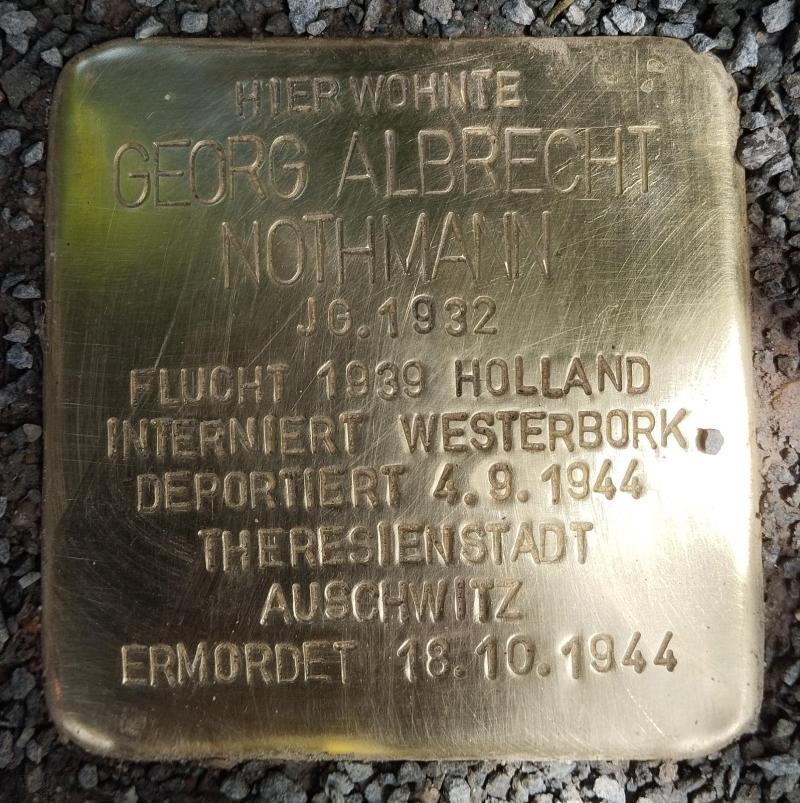 HIER WOHNTE
GEORG ALBRECHT
NOTHMANN
JG. 1932
FLUCHT 1939 HOLLAND
INTERNIERT WESTERBORK
DEPORTIERT 4.9.1944
THERESIENSTADT
AUSCHWITZ
ERMORDET 18.10.1944